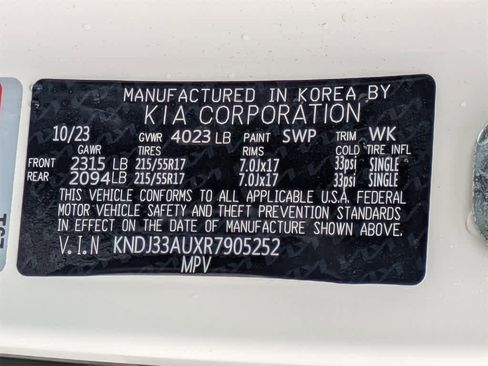 MANUFACTURED IN KOREA BY
KIA CORPORATION
10/23 GVWR 4023 LB PAINT SWP TRIM WK
GAWR TIRES RIMS COLD TIRE INFL
FRONT 2315 LB 215/55R17 7.0Jx17 33psi SINGLE
REAR 2094LB 215/55R17 7.0Jx17 33psi SINGLE
THIS VEHICLE CONFORMS TO ALL APPLICABLE U.S.A. FEDERAL
MOTOR VEHICLE SAFETY AND THEFT PREVENTION STANDARDS
IN EFFECT ON THE DATE OF MANUFACTURE SHOWN ABOVE.
V.I.N KNDJ33AUXR7905252
MPV